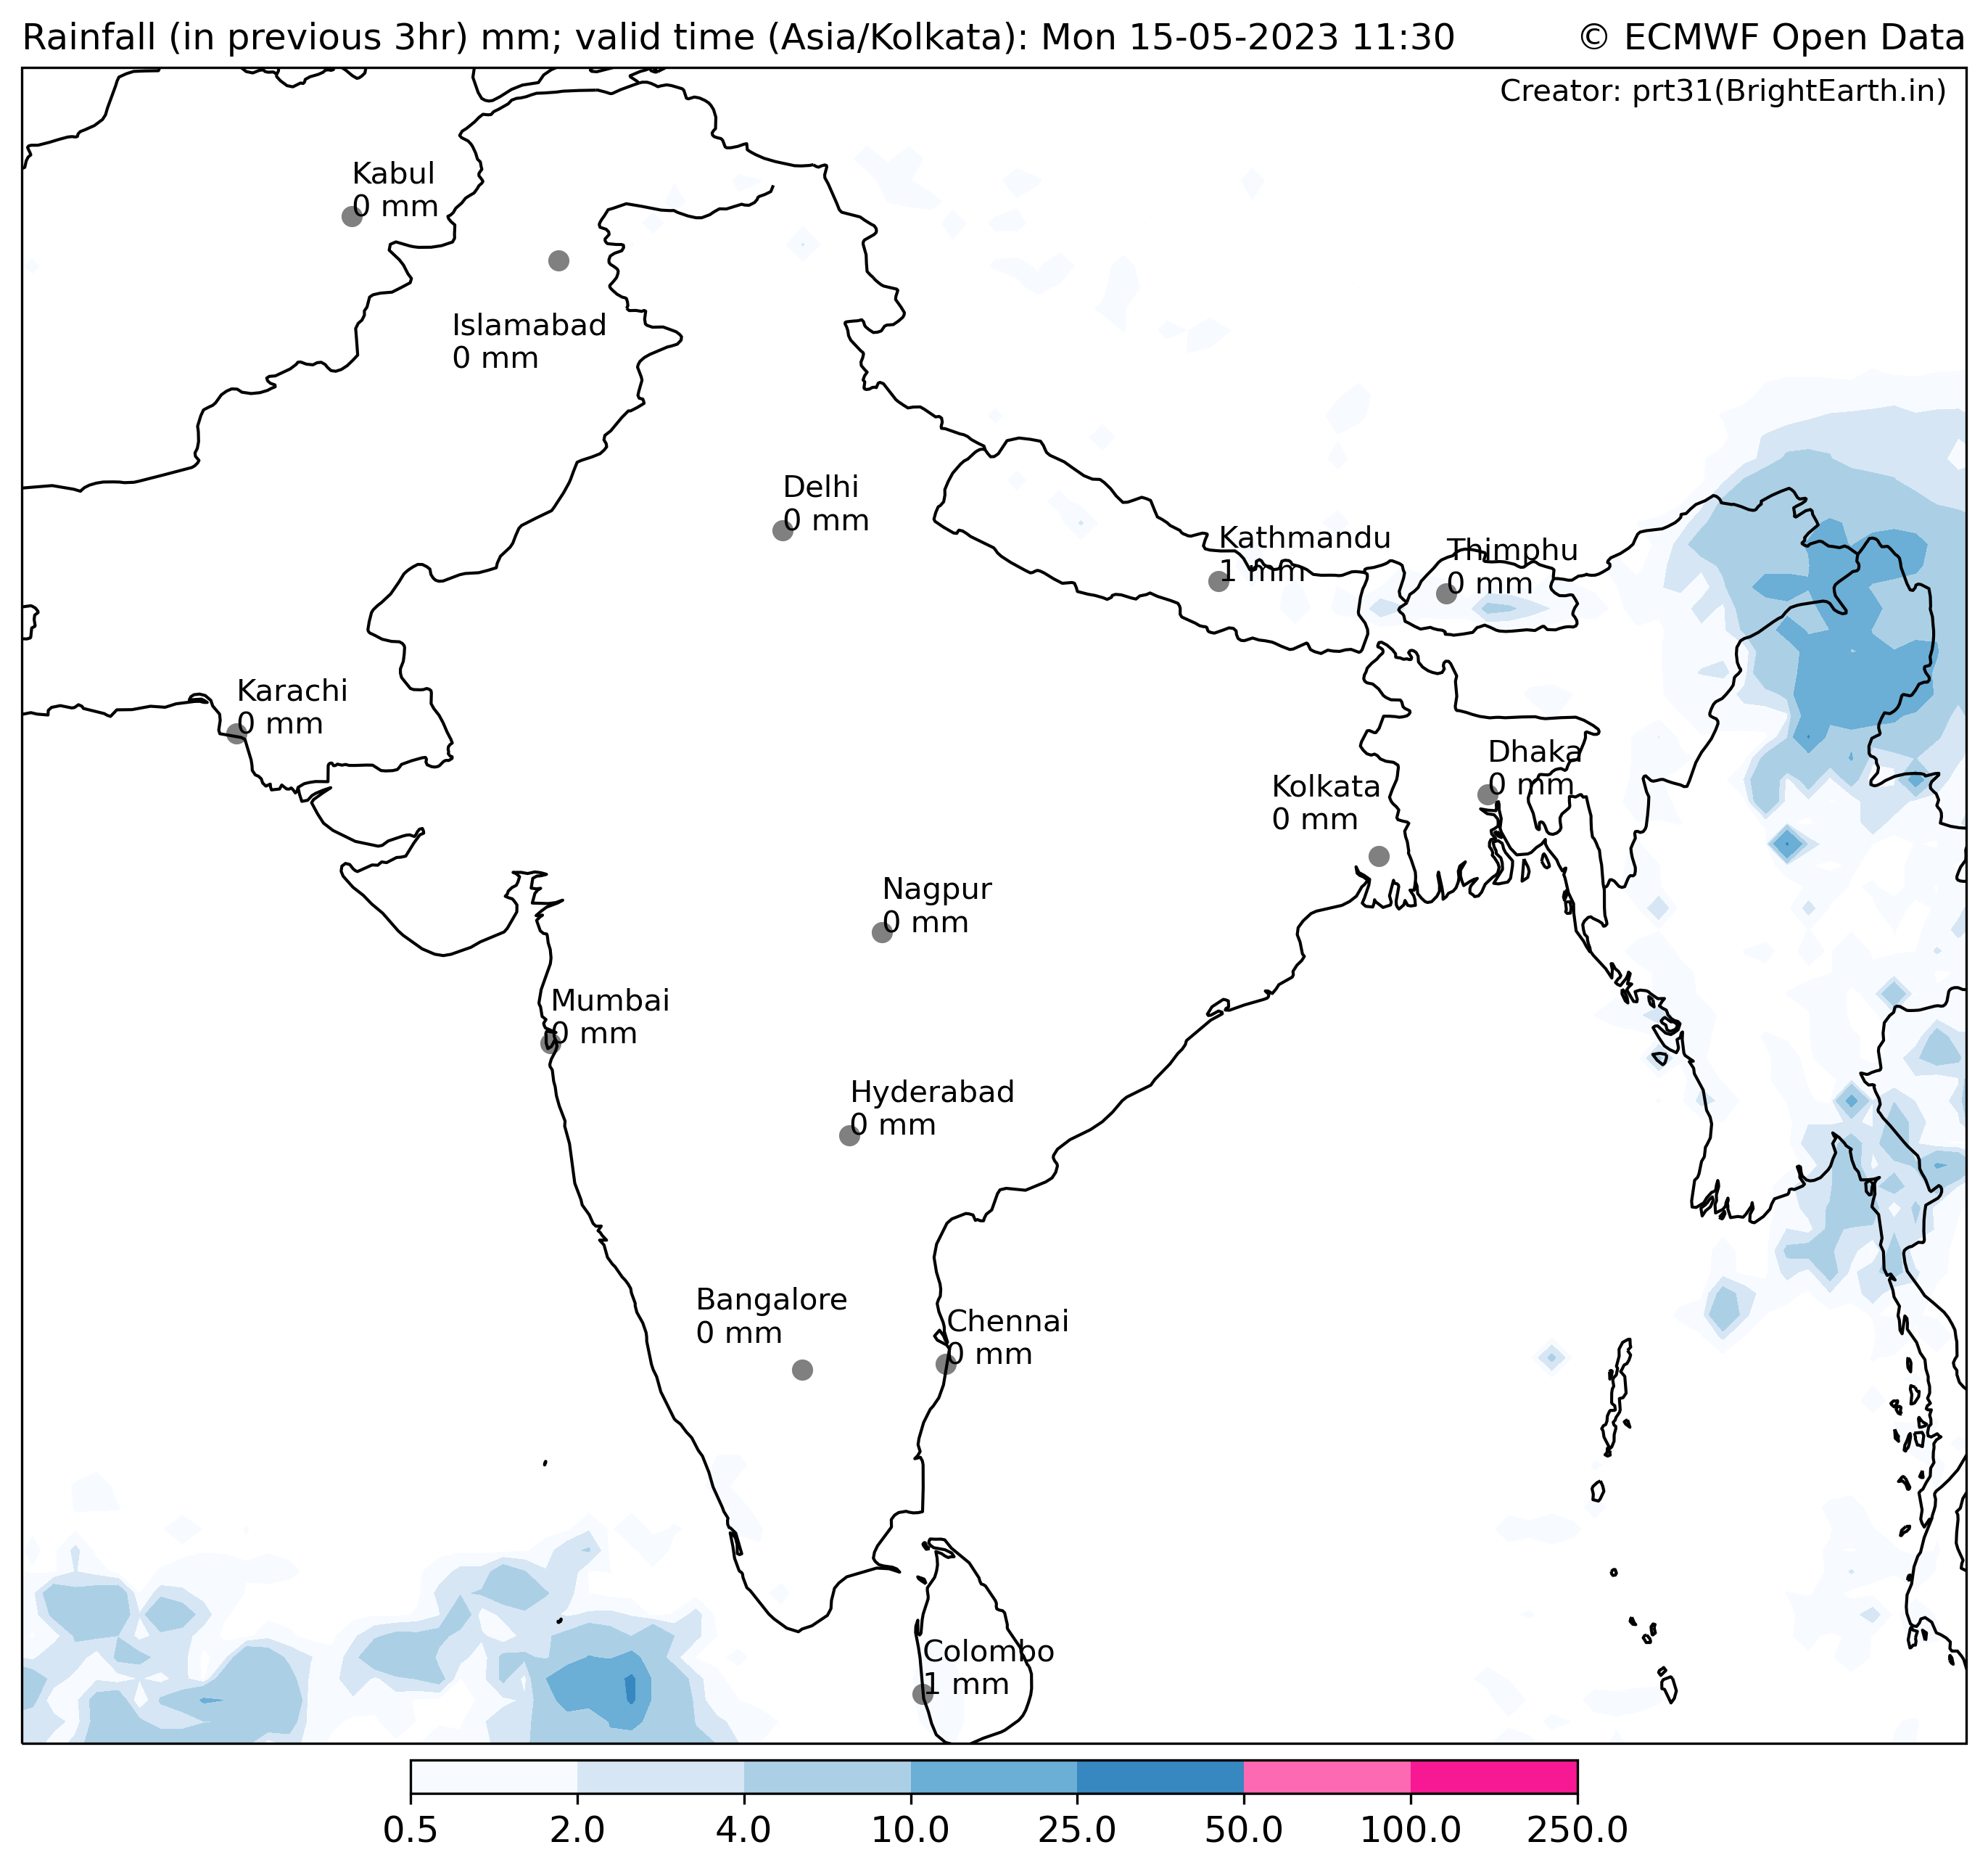 Rainfall (in previous 3hr) mm; valid time (Asia/Kolkata): Mon 15-05-2023 11:30
© ECMWF Open Data
Creator: prt31(BrightEarth.in)
Kabul
0 mm
Islamabad
0 mm
Delhi
0 mm
Kathmandu
1 mm
Thimphu
0 mm
Karachi
0 mm
Dhaka
0 mm
Kolkata
0 mm
Nagpur
0 mm
Mumbai
0 mm
Hyderabad
0 mm
Bangalore
0 mm
Chennai
0 mm
Colombo
1 mm
0.5 2.0 4.0 10.0 25.0 50.0 100.0 250.0